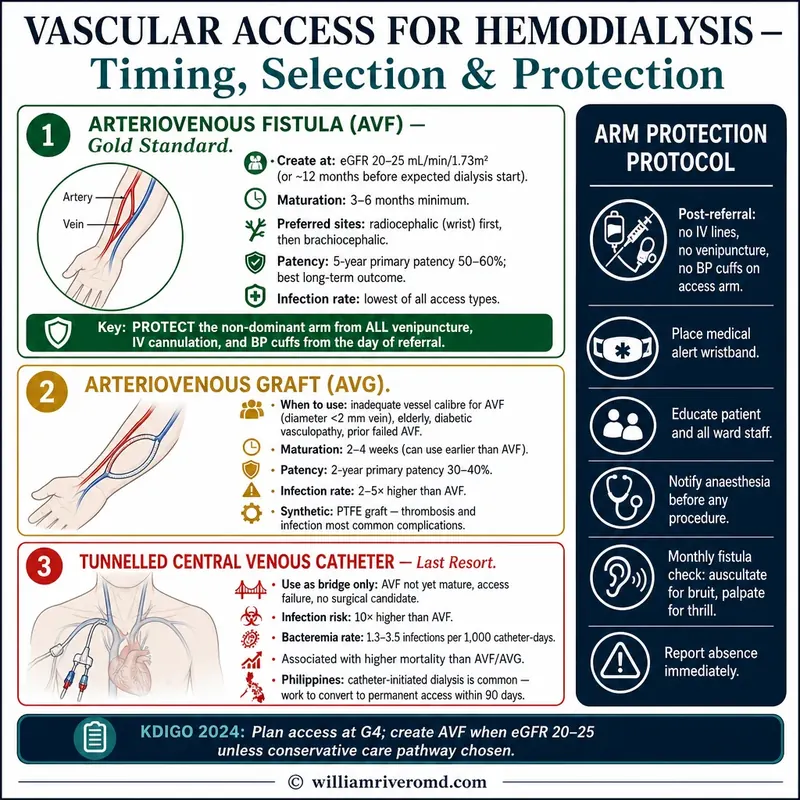 VASCULAR ACCESS FOR HEMODIALYSIS –
Timing, Selection & Protection
1
ARTERIOVENOUS FISTULA (AVF) —
Gold Standard.
Artery
Vein
• Create at: eGFR 20–25 mL/min/1.73m²
(or ~12 months before expected dialysis start).
• Maturation: 3–6 months minimum.
• Preferred sites: radiocephalic (wrist) first,
then brachiocephalic.
• Patency: 5-year primary patency 50–60%;
best long-term outcome.
• Infection rate: lowest of all access types.
Key: PROTECT the non-dominant arm from ALL venipuncture,
IV cannulation, and BP cuffs from the day of referral.
2
ARTERIOVENOUS GRAFT (AVG).
• When to use: inadequate vessel calibre for AVF
(diameter <2 mm vein), elderly, diabetic
vasculopathy, prior failed AVF.
• Maturation: 2–4 weeks (can use earlier than AVF).
• Patency: 2-year primary patency 30–40%.
• Infection rate: 2–5× higher than AVF.
• Synthetic: PTFE graft — thrombosis and
infection most common complications.
3
TUNNELLED CENTRAL VENOUS CATHETER — Last Resort.
• Use as bridge only: AVF not yet mature, access
failure, no surgical candidate.
• Infection risk: 10× higher than AVF.
• Bacteremia rate: 1.3–3.5 infections per 1,000 catheter-days.
• Associated with higher mortality than AVF/AVG.
• Philippines: catheter-initiated dialysis is common —
work to convert to permanent access within 90 days.
ARM PROTECTION
PROTOCOL
Post-referral:
no IV lines,
no venipuncture,
no BP cuffs on
access arm.
Place medical
alert wristband.
Educate patient
and all ward staff.
Notify anaesthesia
before any
procedure.
Monthly fistula
check: auscultate
for bruit, palpate
for thrill.
Report absence
immediately.
KDIGO 2024: Plan access at G4; create AVF when eGFR 20–25
unless conservative care pathway chosen.
© williamriveromd.com